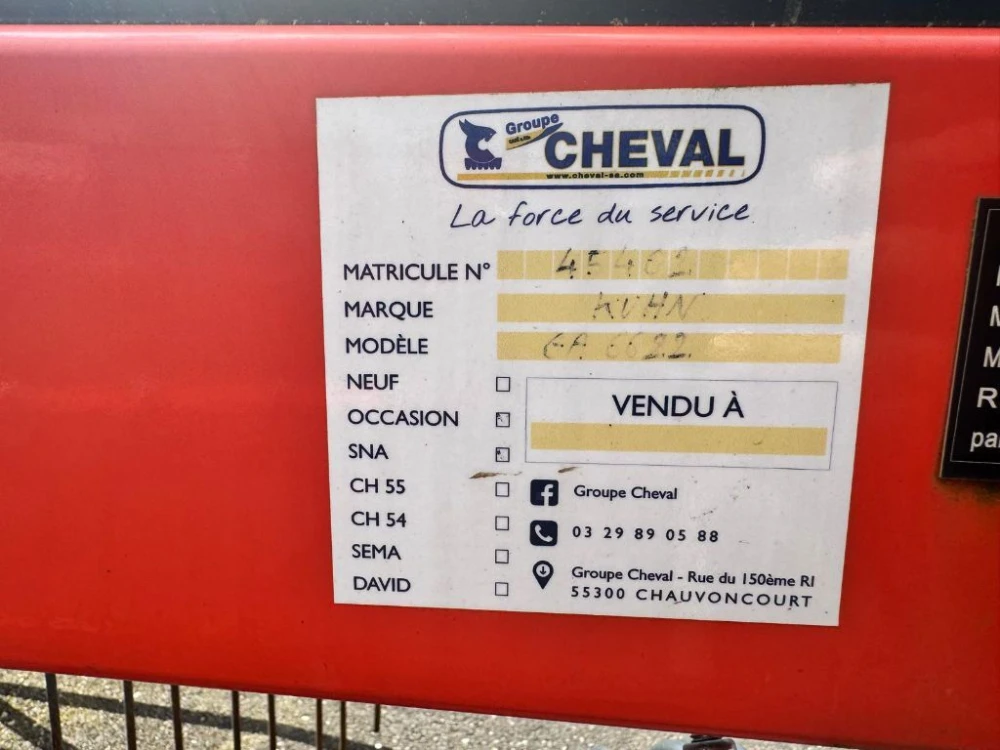 Groupe
CHEVAL
www.cheval-sa.com
La force du service
MATRICULE N°
MARQUE KUHN
MODÈLE
NEUF
OCCASION
VENDU À
SNA
CH 55
Groupe Cheval
CH 54
03 29 89 05 88
SEMA
Groupe Cheval - Rue du 150ème RI
DAVID
55300 CHAUVONCOURT
M
M
R